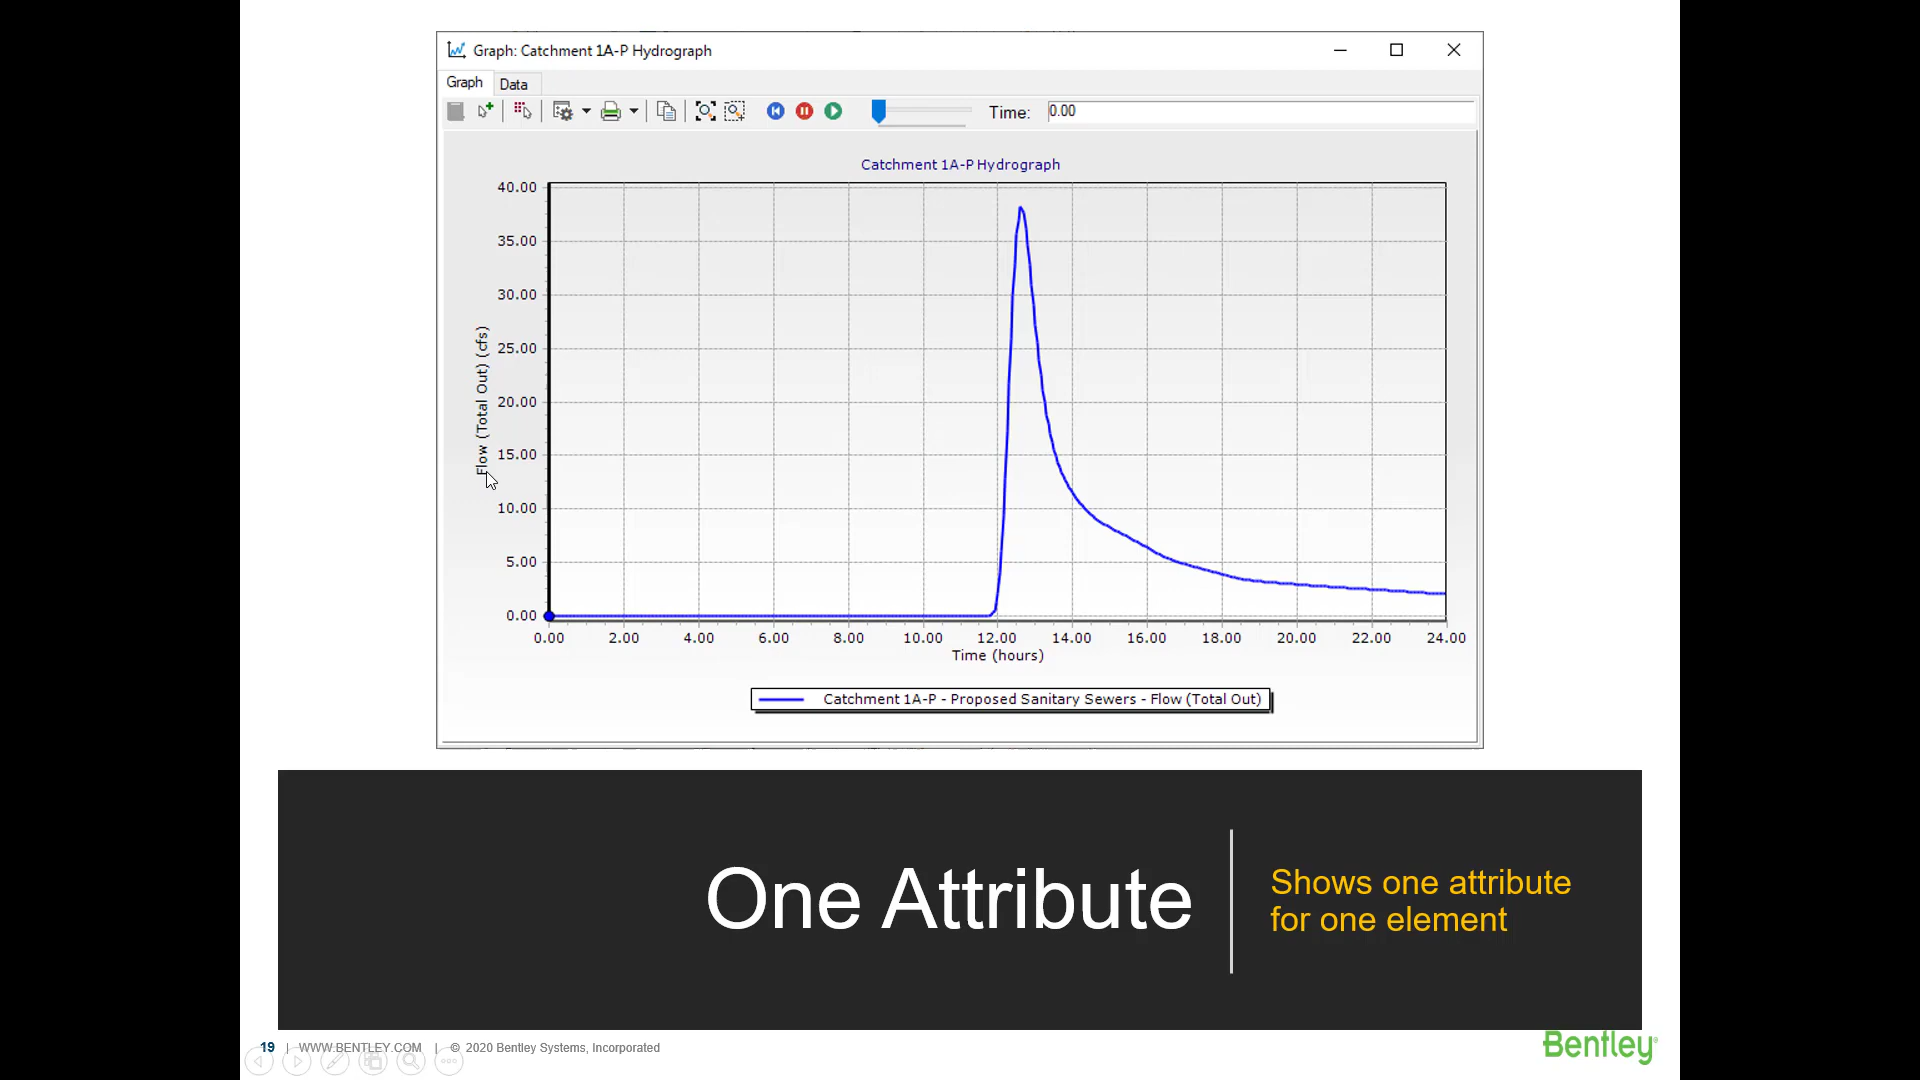 Graph: Catchment 1A-P Hydrograph
Graph
Data
Time:
0.00
Catchment 1A-P Hydrograph
Flow (Total Out) (cfs)
40.00
35.00
30.00
25.00
20.00
15.00
10.00
5.00
0.00
0.00 2.00 4.00 6.00 8.00 10.00 12.00 14.00 16.00 18.00 20.00 22.00 24.00
Time (hours)
Catchment 1A-P - Proposed Sanitary Sewers - Flow (Total Out)
One Attribute
Shows one attribute
for one element
19 | WWW.BENTLEY.COM | © 2020 Bentley Systems, Incorporated
Bentley